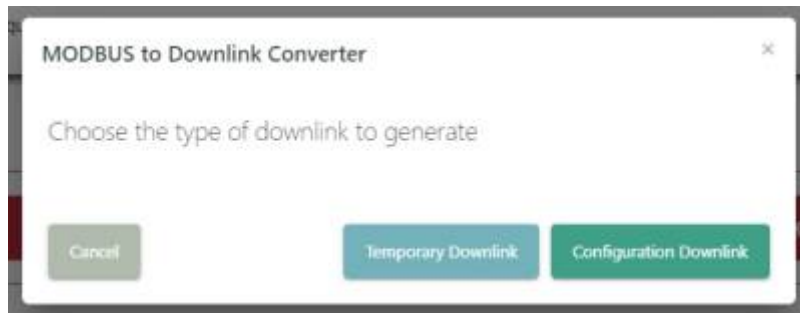 MODBUS to Downlink Converter
×
Choose the type of downlink to generate
Cancel
Temporary Downlink
Configuration Downlink